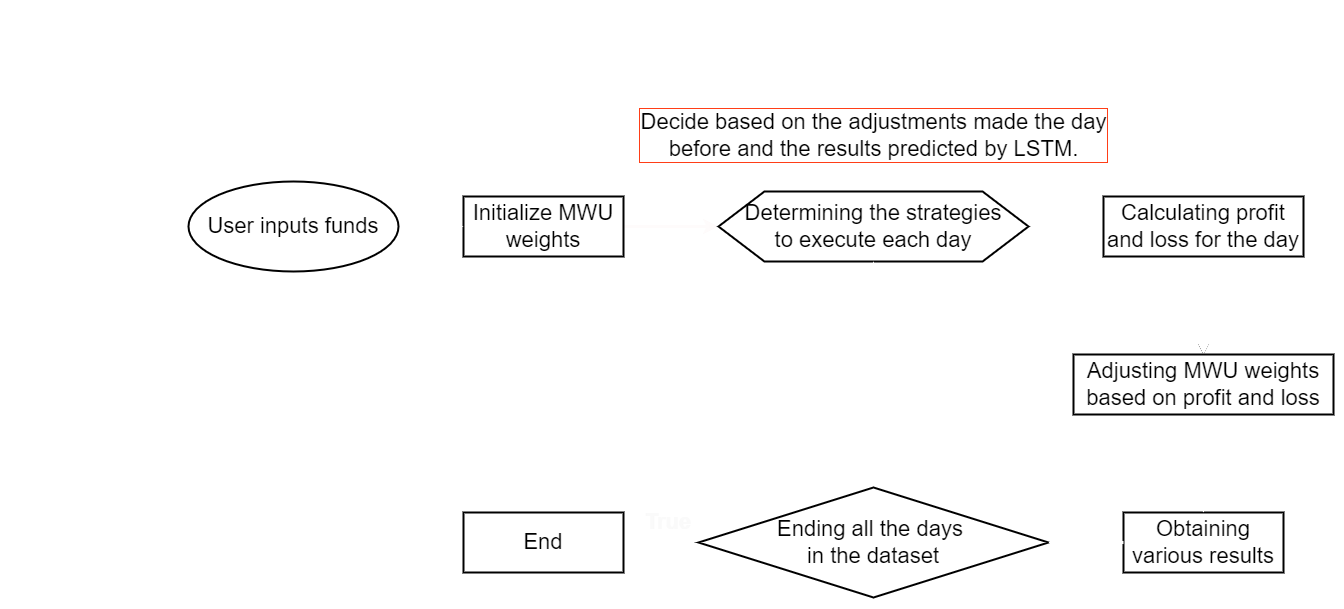 Decide based on the adjustments made the day
before and the results predicted by LSTM.
User inputs funds
Initialize MWU
weights
Determining the strategies
to execute each day
Calculating profit
and loss for the day
Adjusting MWU weights
based on profit and loss
End
True
Ending all the days
in the dataset
Obtaining
various results